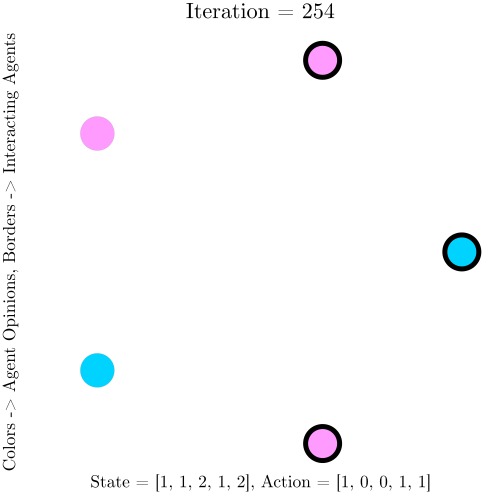 Iteration = 254
Colors -> Agent Opinions, Borders -> Interacting Agents
State = [1, 1, 2, 1, 2], Action = [1, 0, 0, 1, 1]